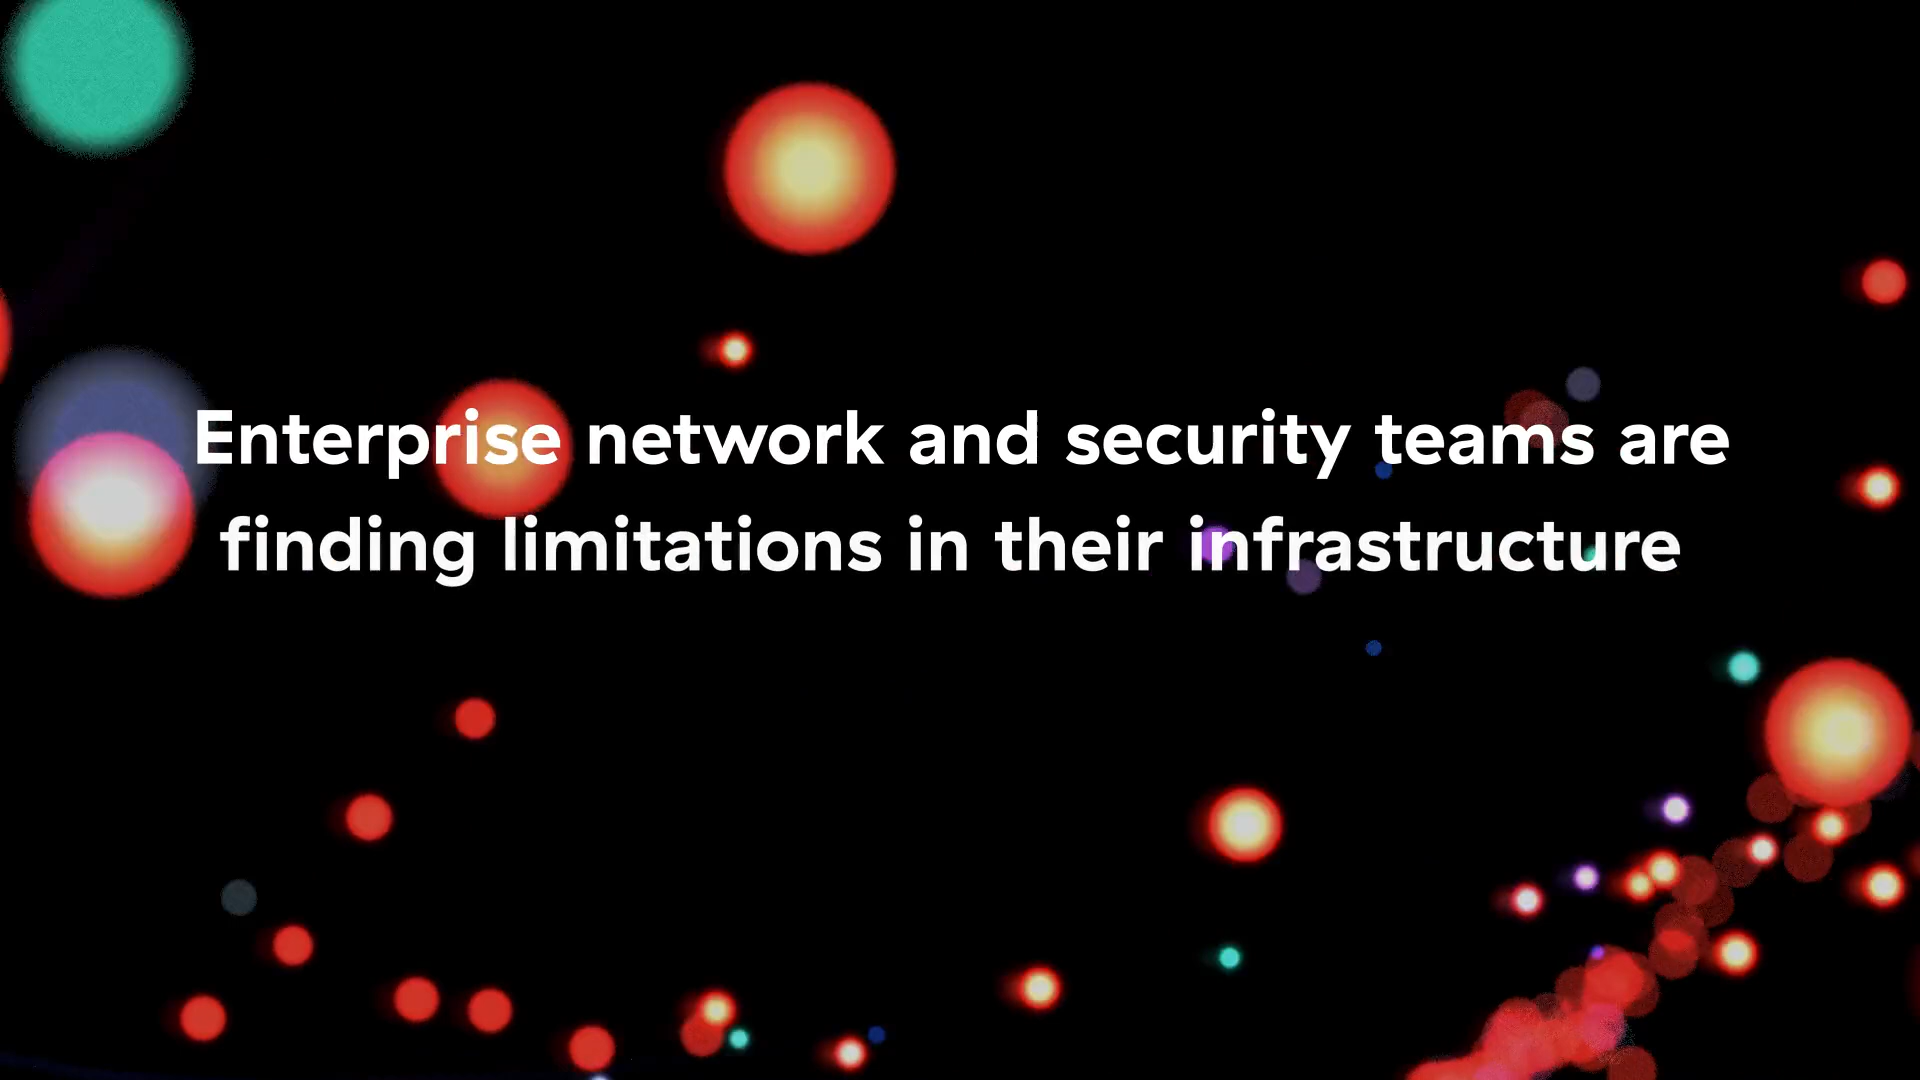 Enterprise network and security teams are
finding limitations in their infrastructure